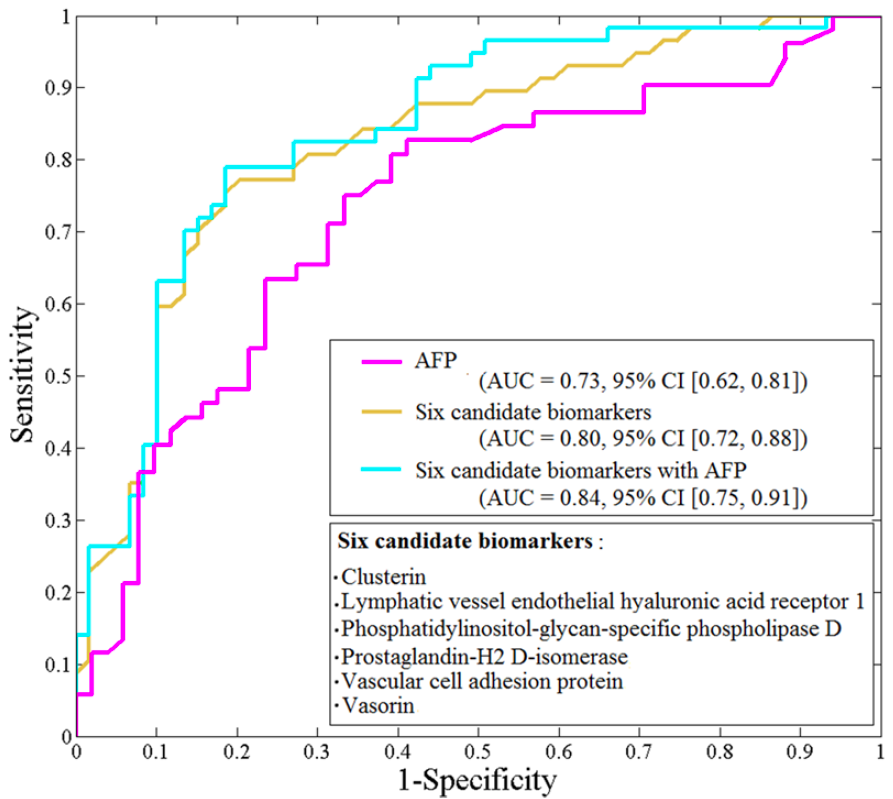 1
0.9
0.8
0.7
0.6
0.5
0.4
0.3
0.2
0.1
0
Sensitivity
AFP
(AUC = 0.73, 95% CI [0.62, 0.81])
Six candidate biomarkers
(AUC = 0.80, 95% CI [0.72, 0.88])
Six candidate biomarkers with AFP
(AUC = 0.84, 95% CI [0.75, 0.91])
Six candidate biomarkers :
·Clusterin
·Lymphatic vessel endothelial hyaluronic acid receptor 1
·Phosphatidylinositol-glycan-specific phospholipase D
·Prostaglandin-H2 D-isomerase
·Vascular cell adhesion protein
·Vasorin
0 0.1 0.2 0.3 0.4 0.5 0.6 0.7 0.8 0.9 1
1-Specificity